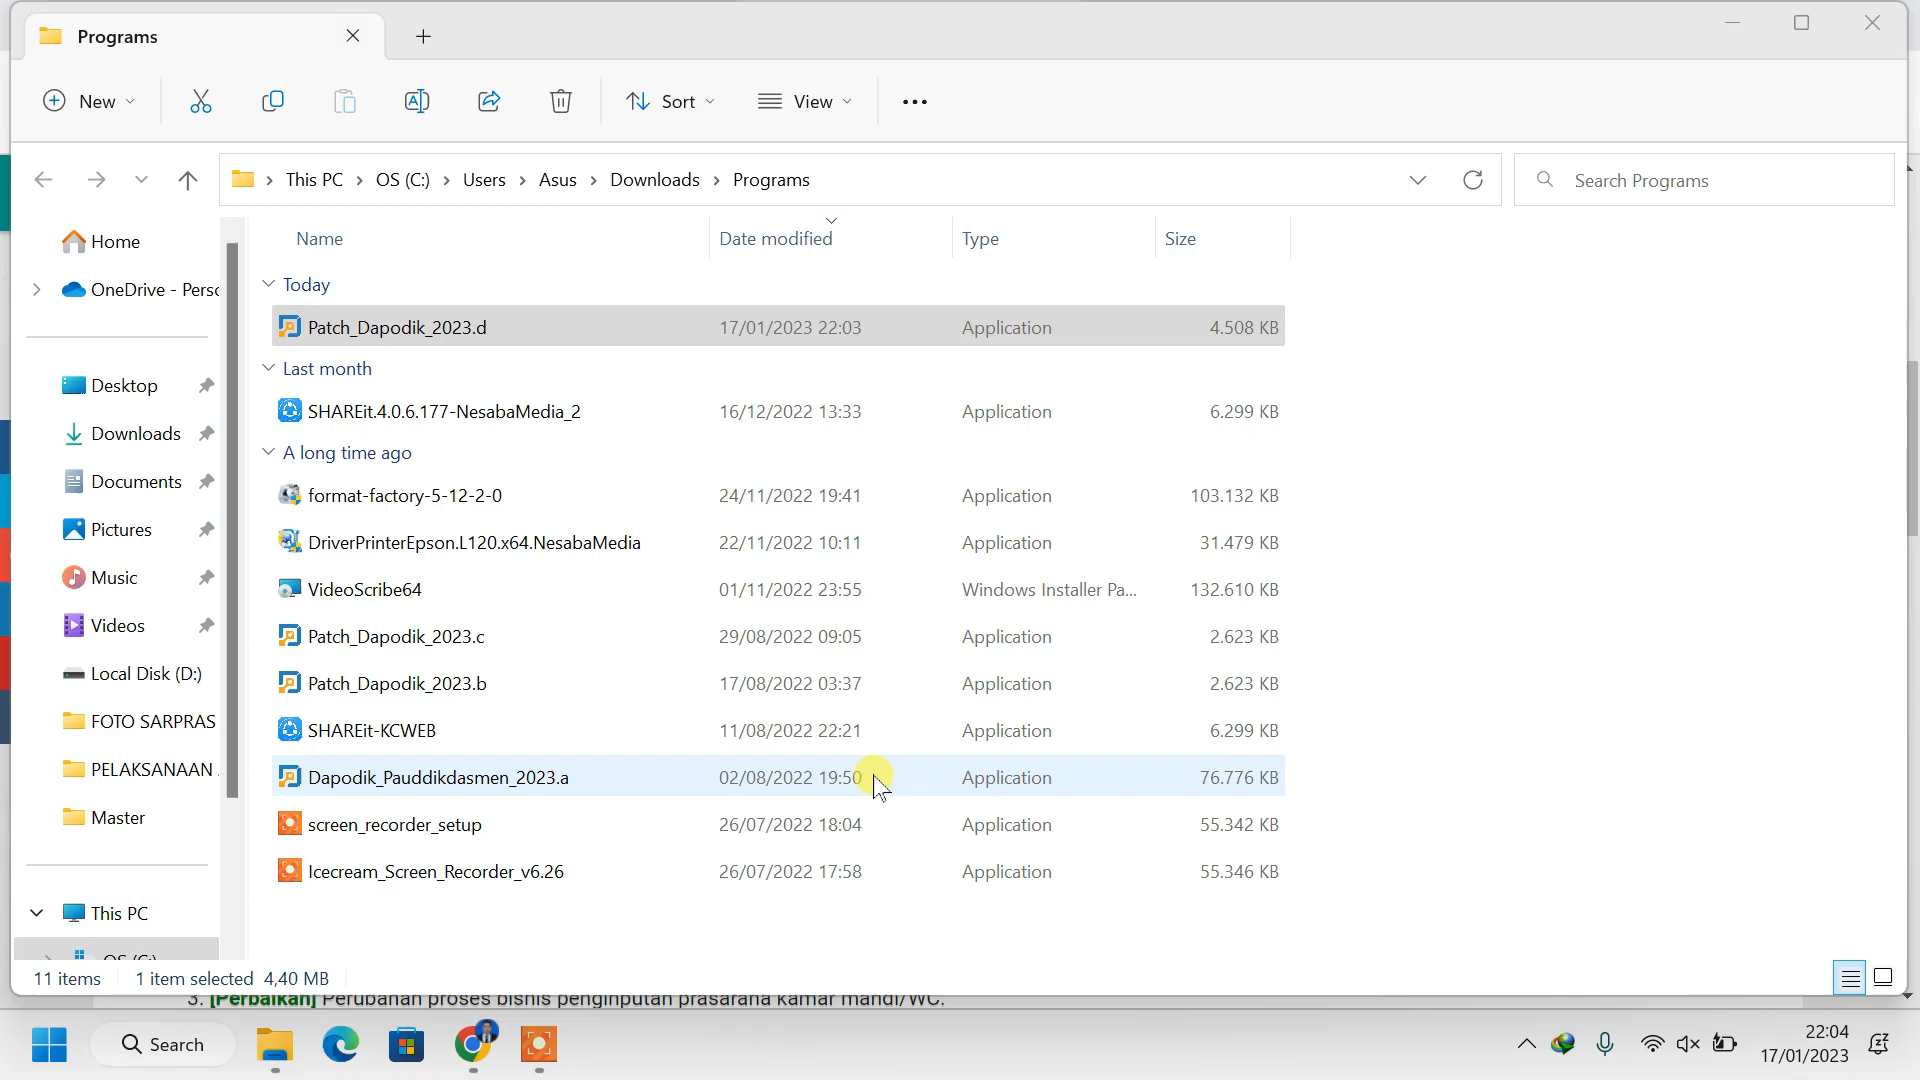 Programs
New
Sort
View
This PC
OS (C:)
Users
Asus
Downloads
Programs
Search Programs
Home
OneDrive - Perso
Desktop
Downloads
Documents
Pictures
Music
Videos
Local Disk (D:)
FOTO SARPRAS
PELAKSANAAN
Master
This PC
OS (C:)
Name Date modified Type Size
Today
Patch_Dapodik_2023.d 17/01/2023 22:03 Application 4.508 KB
Last month
SHAREit.4.0.6.177-NesabaMedia_2 16/12/2022 13:33 Application 6.299 KB
A long time ago
format-factory-5-12-2-0 24/11/2022 19:41 Application 103.132 KB
DriverPrinterEpson.L120.x64.NesabaMedia 22/11/2022 10:11 Application 31.479 KB
VideoScribe64 01/11/2022 23:55 Windows Installer Pa... 132.610 KB
Patch_Dapodik_2023.c 29/08/2022 09:05 Application 2.623 KB
Patch_Dapodik_2023.b 17/08/2022 03:37 Application 2.623 KB
SHAREit-KCWEB 11/08/2022 22:21 Application 6.299 KB
Dapodik_Pauddikdasmen_2023.a 02/08/2022 19:50 Application 76.776 KB
screen_recorder_setup 26/07/2022 18:04 Application 55.342 KB
Icecream_Screen_Recorder_v6.26 26/07/2022 17:58 Application 55.346 KB
11 items 1 item selected 4,40 MB
3. [Perbaikan] Perubahan proses bisnis penginputan prasarana kamar mandi/WC.
Search
22:04
17/01/2023